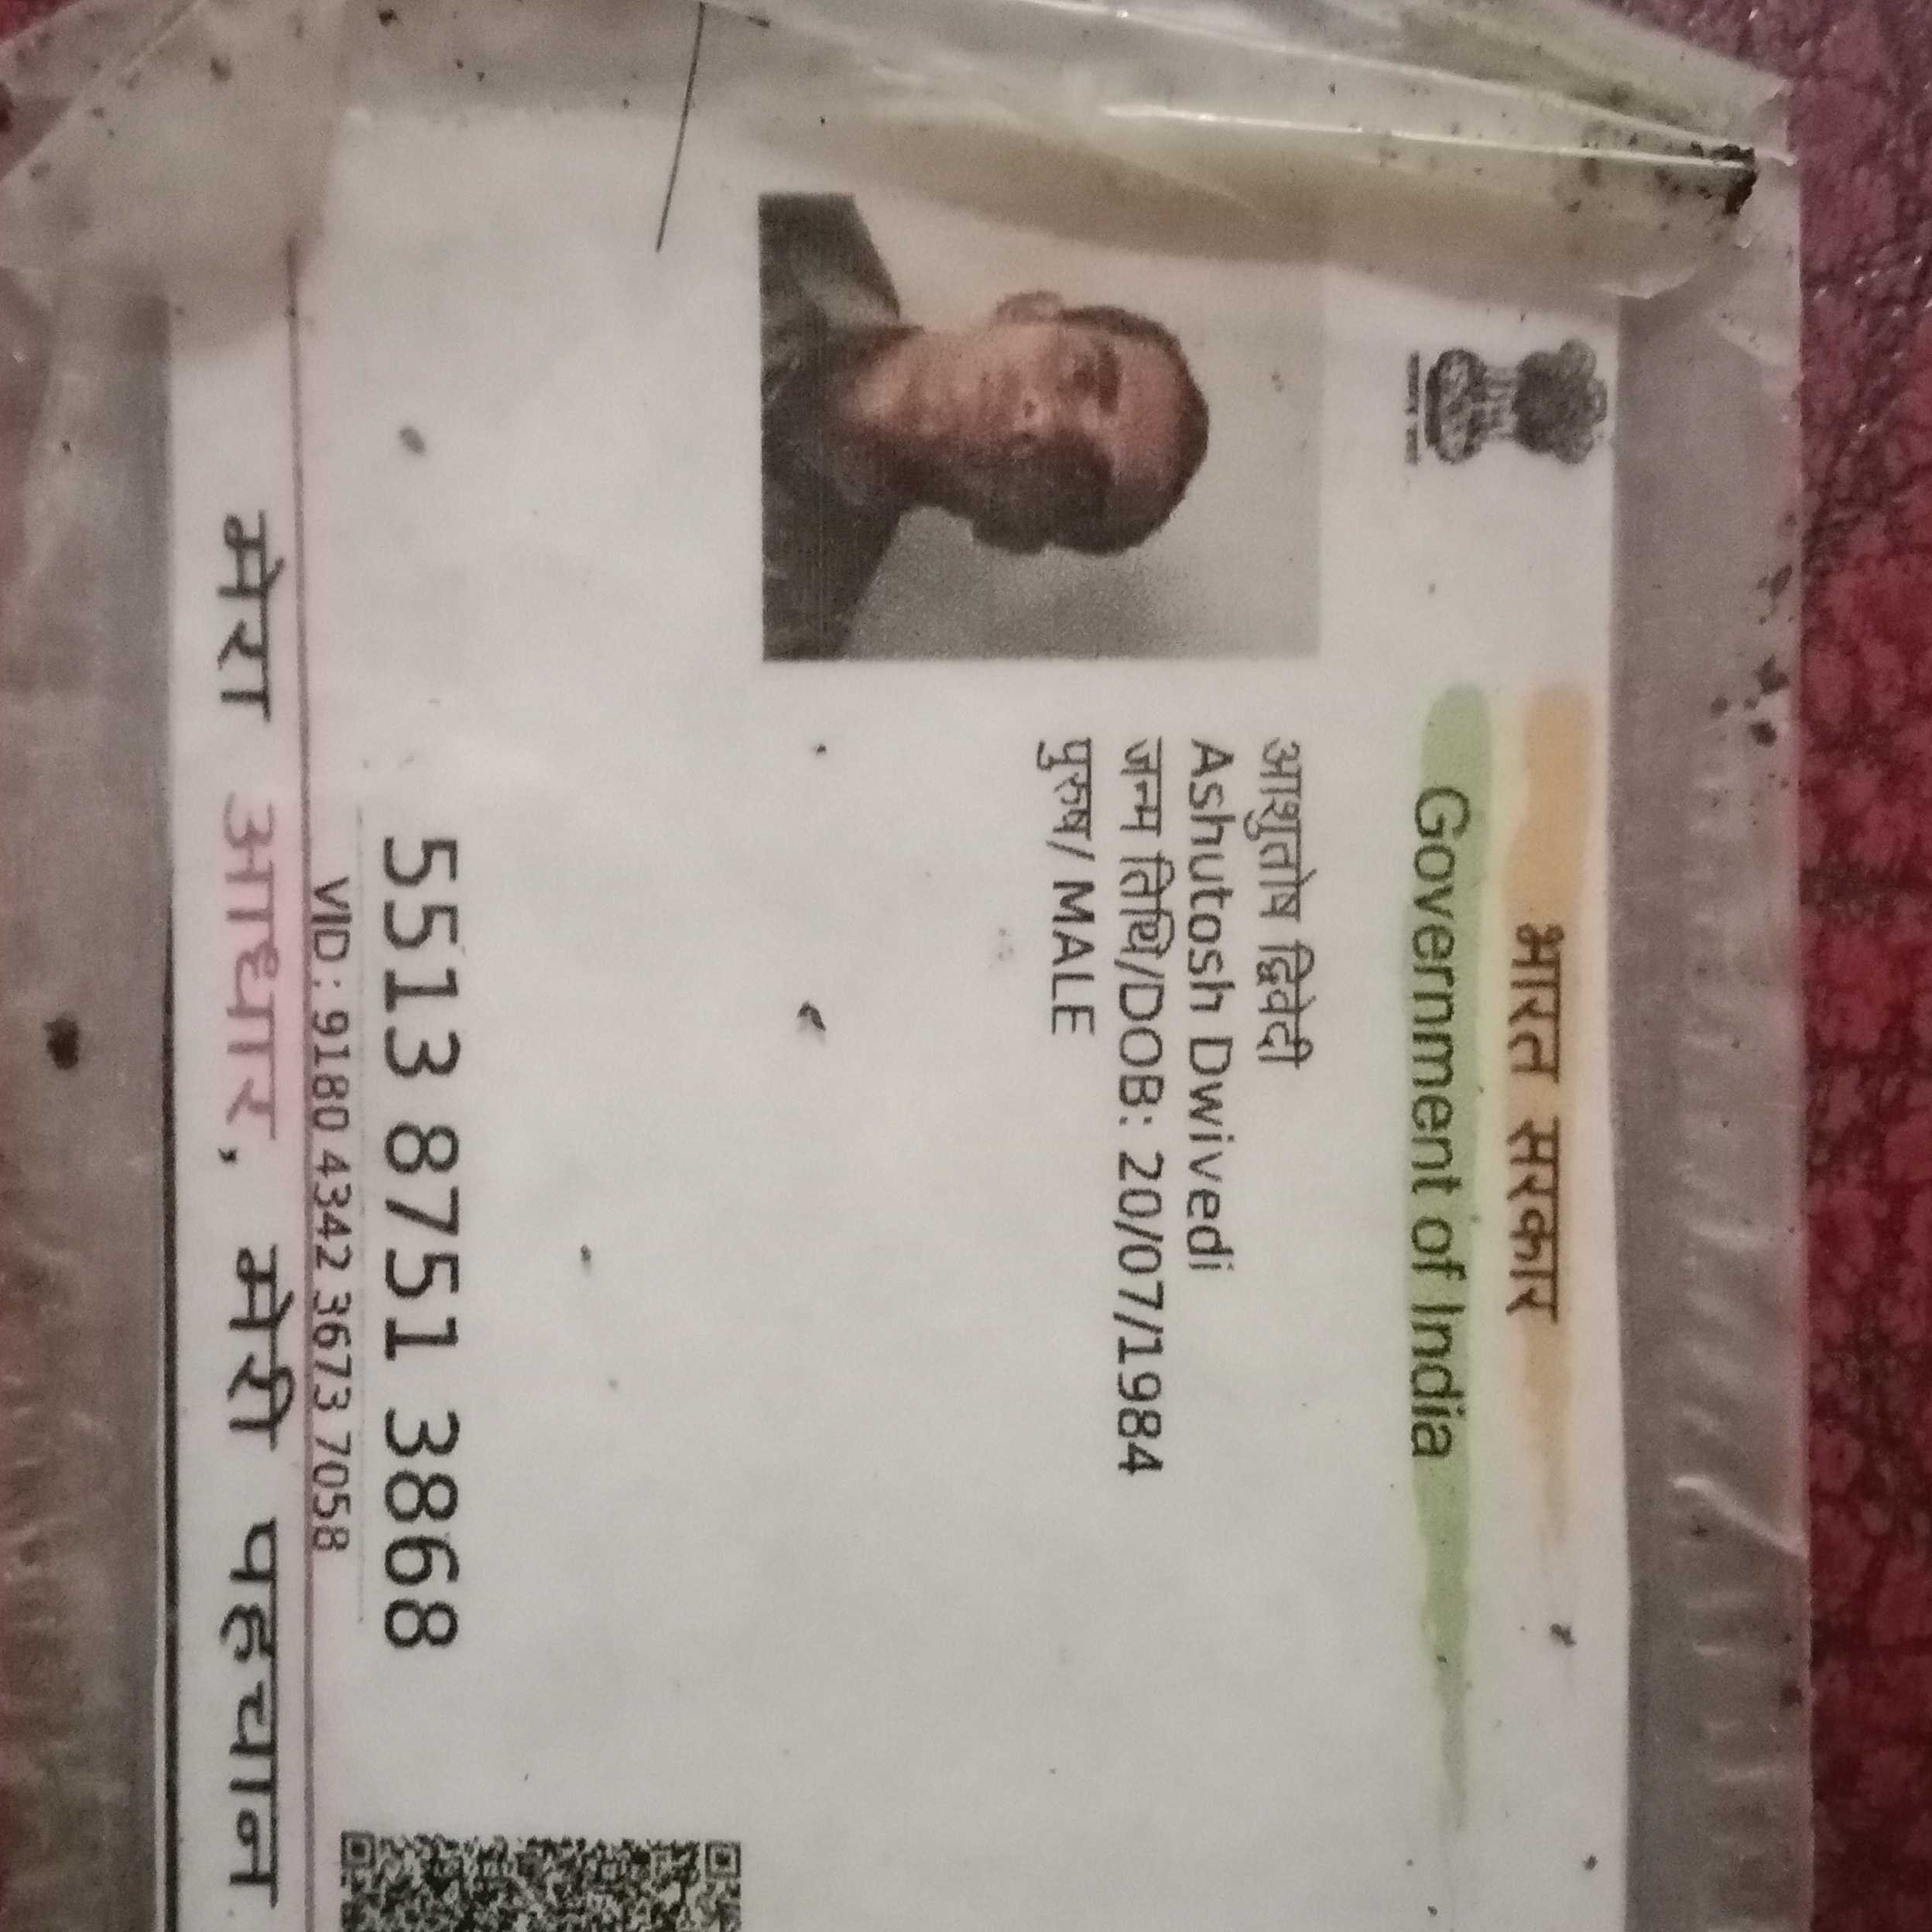 भारत सरकार
Government of India
आशुतोष द्विवेदी
Ashutosh Dwivedi
जन्म तिथि/DOB: 20/07/1984
पुरुष/ MALE
5513 8751 3868
VID: 9180 4342 3673 7058
मेरा आधार, मेरी पहचान